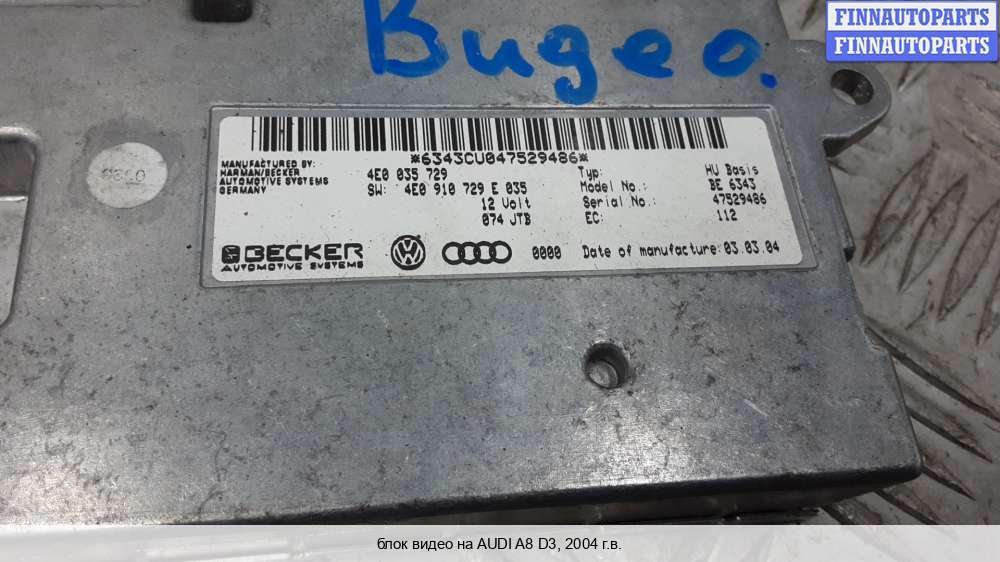 FINNAUTOPARTS
FINNAUTOPARTS
Видео.
*6343CU047529486*
MANUFACTURED BY:
HARMAN/BECKER
AUTOMOTIVE SYSTEMS
GERMANY
4E0 035 729
SW: 4E0 910 729 E 035
12 Volt
074 JTB
Typ: HU Basis
Model No.: BE 6343
Serial No.: 47529486
EC: 112
BECKER
AUTOMOTIVE SYSTEMS
0000 Date of manufacture: 03.03.04
блок видео на AUDI A8 D3, 2004 г.в.